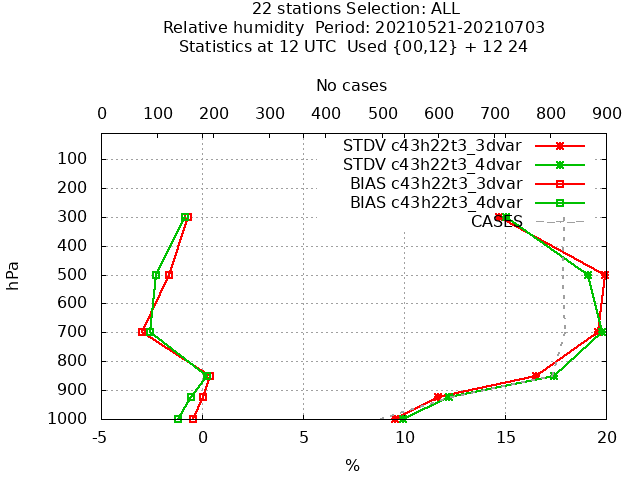 22 stations Selection: ALL
Relative humidity  Period: 20210521-20210703
Statistics at 12 UTC  Used {00,12} + 12 24
No cases
0 100 200 300 400 500 600 700 800 900
STDV c43h22t3_3dvar
STDV c43h22t3_4dvar
BIAS c43h22t3_3dvar
BIAS c43h22t3_4dvar
CASES
hPa
100
200
300
400
500
600
700
800
900
1000
-5 0 5 10 15 20
%